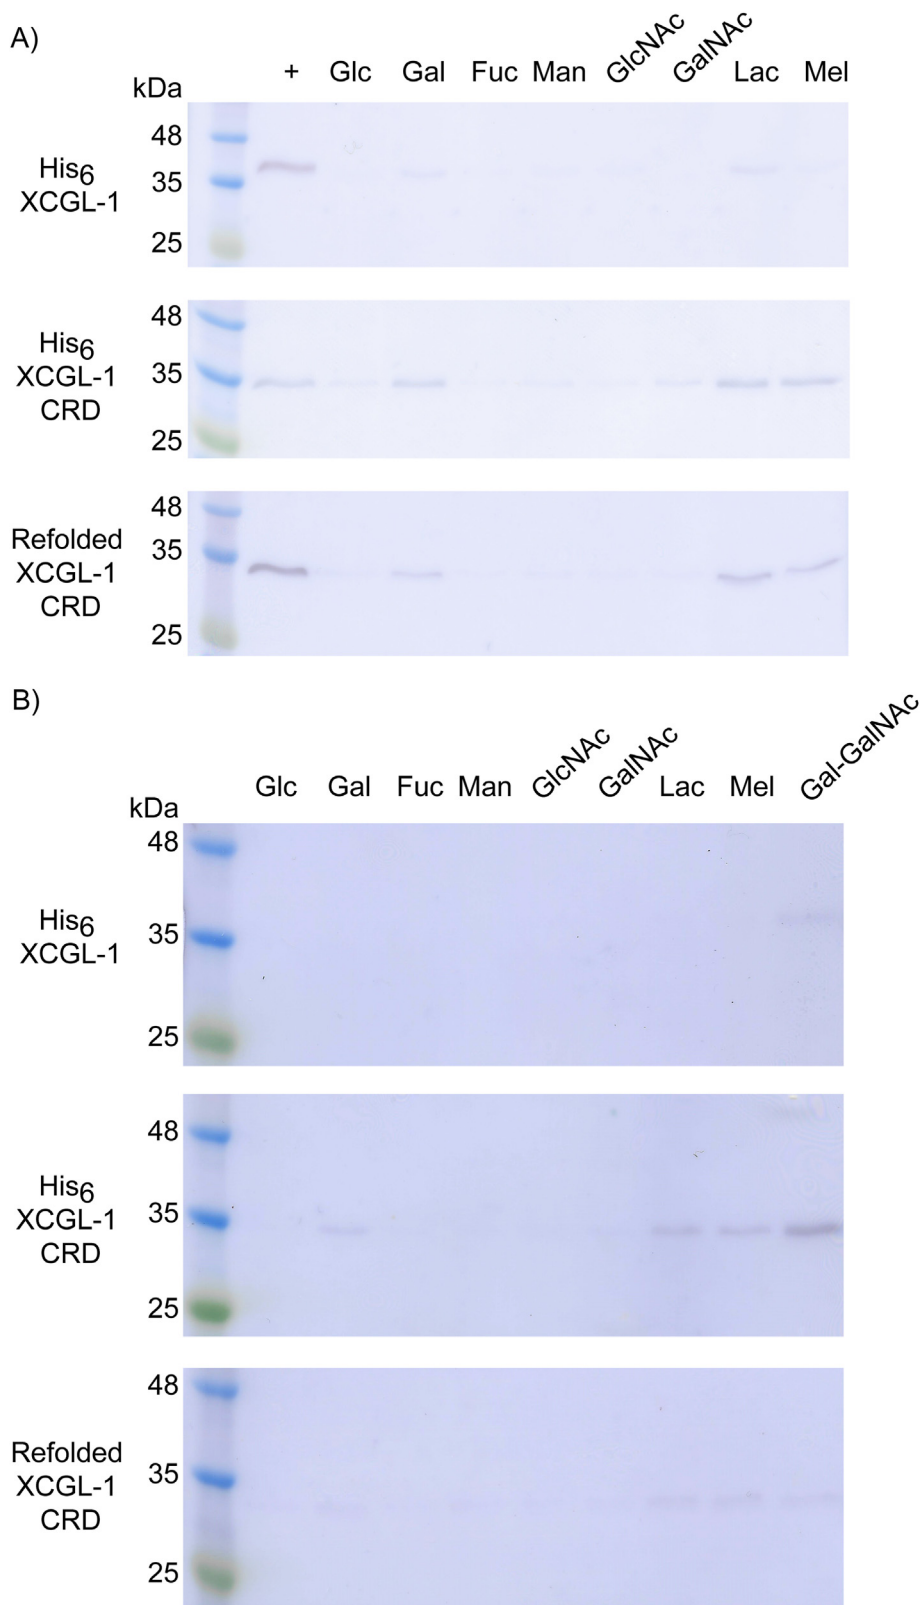 A)
+ Glc Gal Fuc Man GlcNAc GalNAc Lac Mel
kDa
48
35
25
His6
XCGL-1
48
35
25
His6
XCGL-1
CRD
48
35
25
Refolded
XCGL-1
CRD
B)
Glc Gal Fuc Man GlcNAc GalNAc Lac Mel Gal-GalNAc
kDa
48
35
25
His6
XCGL-1
48
35
25
His6
XCGL-1
CRD
48
35
25
Refolded
XCGL-1
CRD